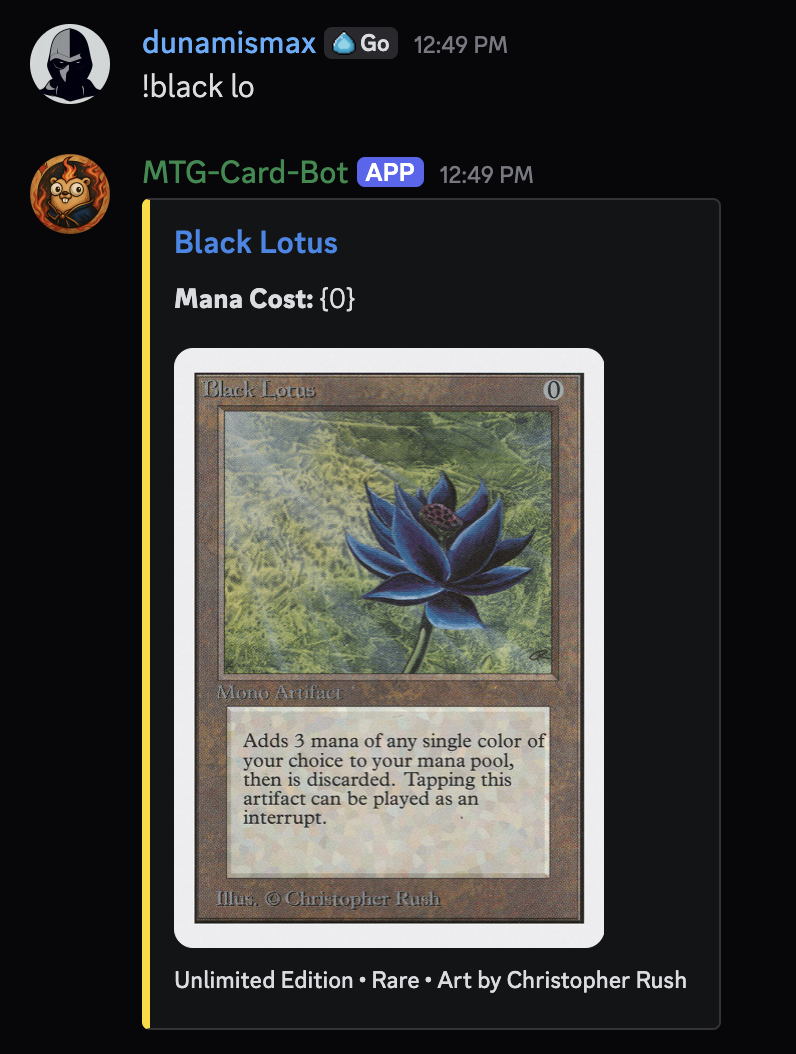 dunamismax Go 12:49 PM
!black lo
MTG-Card-Bot APP 12:49 PM
Black Lotus
Mana Cost: {0}
Black Lotus 0
Mono Artifact
Adds 3 mana of any single color of
your choice to your mana pool,
then is discarded. Tapping this
artifact can be played as an
interrupt.
Illus. © Christopher Rush
Unlimited Edition • Rare • Art by Christopher Rush